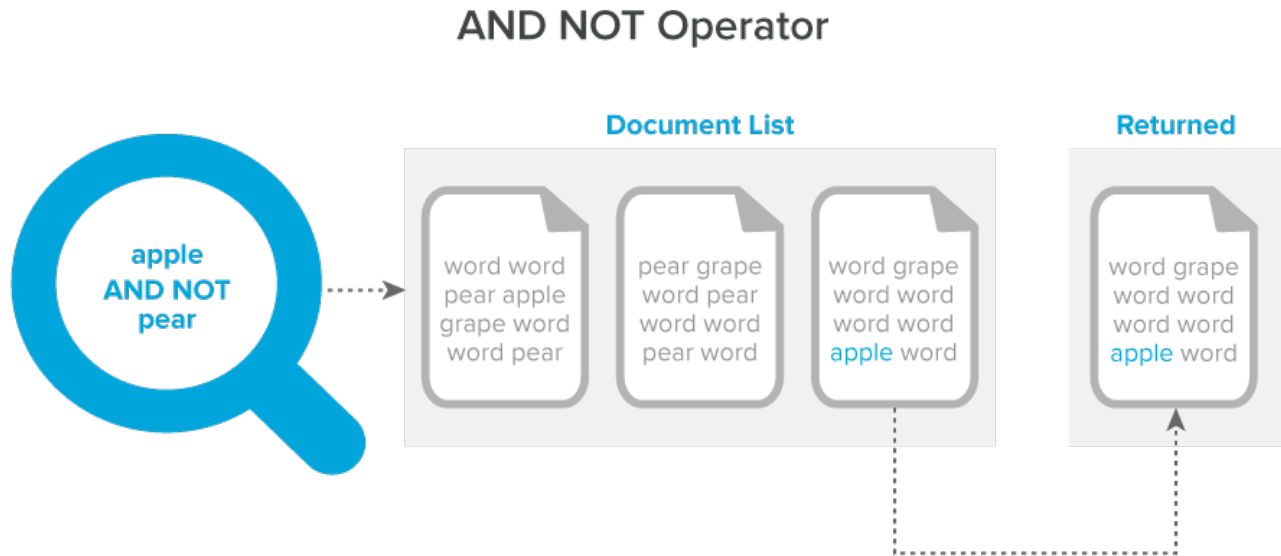 AND NOT Operator
Document List
Returned
apple
AND NOT
pear
word word
pear apple
grape word
word pear
pear grape
word pear
word word
pear word
word grape
word word
word word
apple word
word grape
word word
word word
apple word